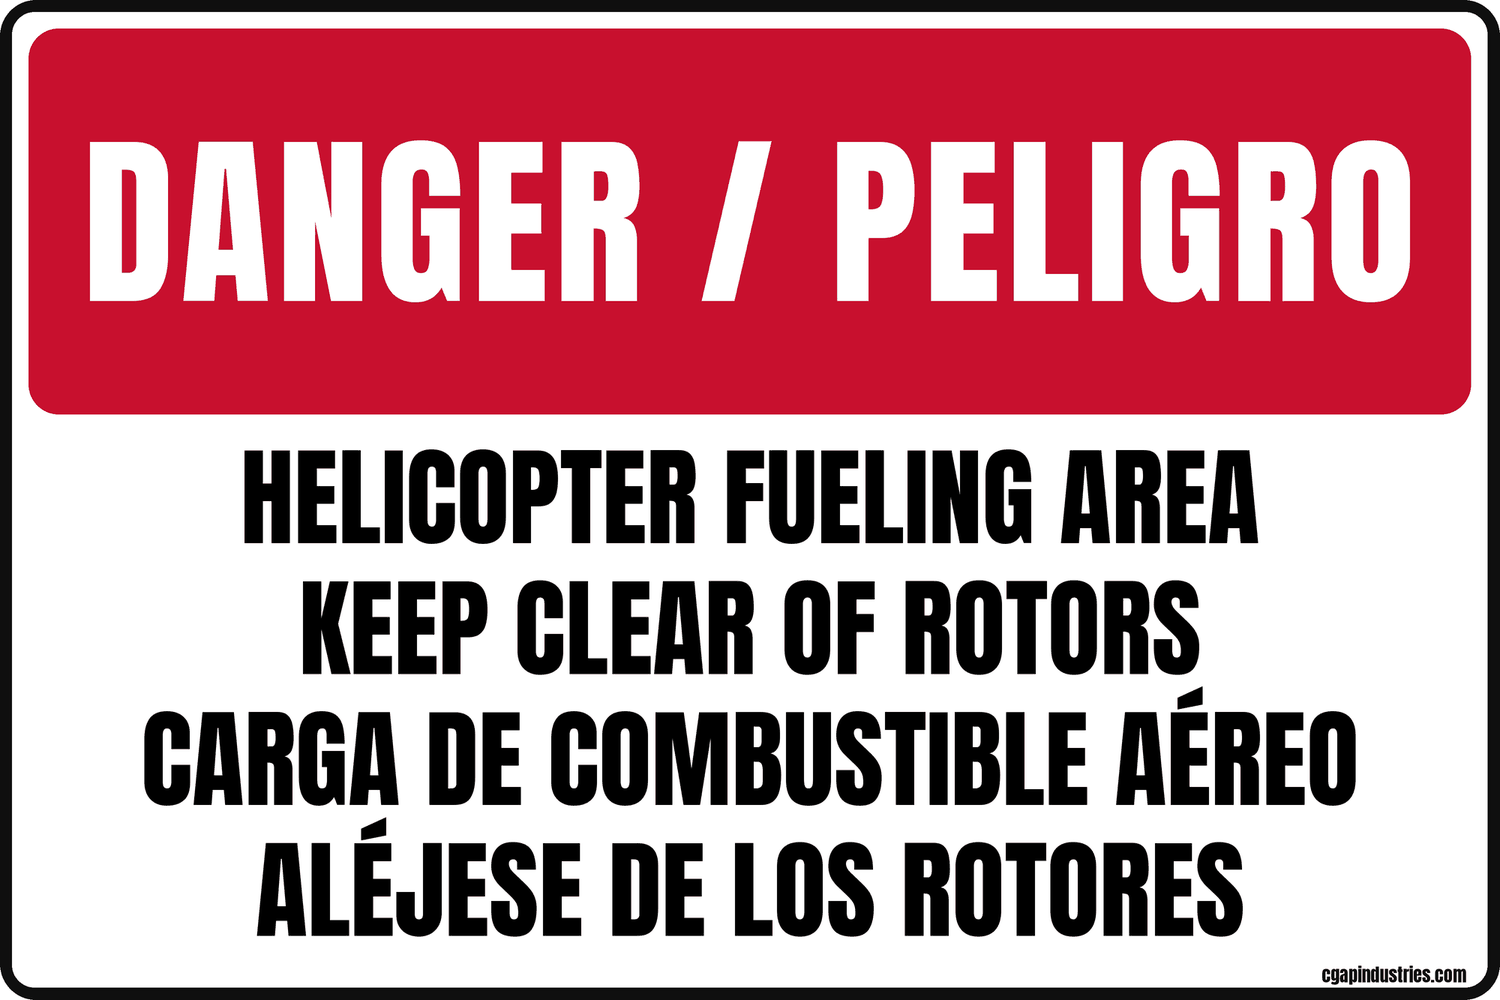 DANGER / PELIGRO
HELICOPTER FUELING AREA
KEEP CLEAR OF ROTORS
CARGA DE COMBUSTIBLE AÉREO
ALÉJESE DE LOS ROTORES
cgapindustries.com